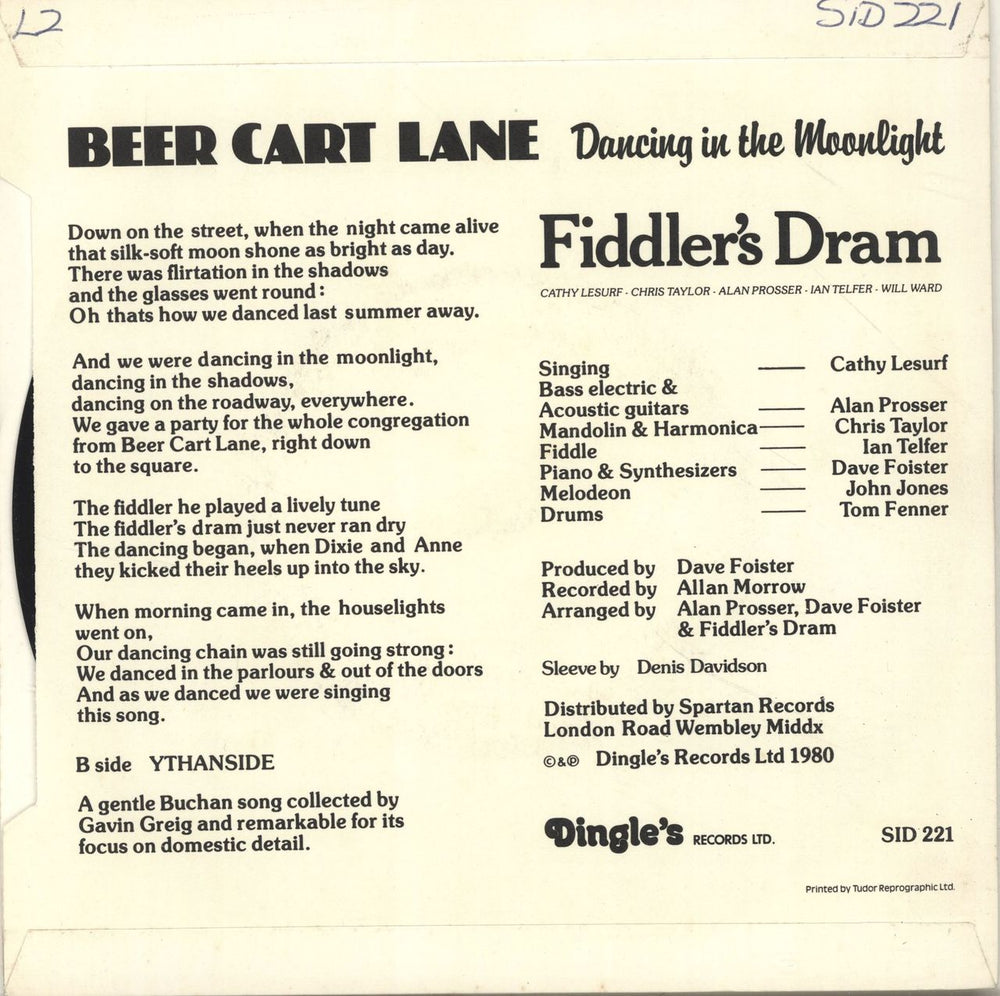 L2
SiD 221
BEER CART LANE Dancing in the Moonlight
Down on the street, when the night came alive
that silk-soft moon shone as bright as day.
There was flirtation in the shadows
and the glasses went round:
Oh thats how we danced last summer away.
And we were dancing in the moonlight,
dancing in the shadows,
dancing on the roadway, everywhere.
We gave a party for the whole congregation
from Beer Cart Lane, right down
to the square.
The fiddler he played a lively tune
The fiddler's dram just never ran dry
The dancing began, when Dixie and Anne
they kicked their heels up into the sky.
When morning came in, the houselights
went on,
Our dancing chain was still going strong:
We danced in the parlours & out of the doors
And as we danced we were singing
this song.
B side YTHANSIDE
A gentle Buchan song collected by
Gavin Greig and remarkable for its
focus on domestic detail.
Fiddler's Dram
CATHY LESURF - CHRIS TAYLOR - ALAN PROSSER - IAN TELFER - WILL WARD
Singing — Cathy Lesurf
Bass electric &
Acoustic guitars — Alan Prosser
Mandolin & Harmonica — Chris Taylor
Fiddle — Ian Telfer
Piano & Synthesizers — Dave Foister
Melodeon — John Jones
Drums — Tom Fenner
Produced by Dave Foister
Recorded by Allan Morrow
Arranged by Alan Prosser, Dave Foister
& Fiddler's Dram
Sleeve by Denis Davidson
Distributed by Spartan Records
London Road Wembley Middx
©&℗ Dingle's Records Ltd 1980
Dingle's RECORDS LTD. SID 221
Printed by Tudor Reprographic Ltd.